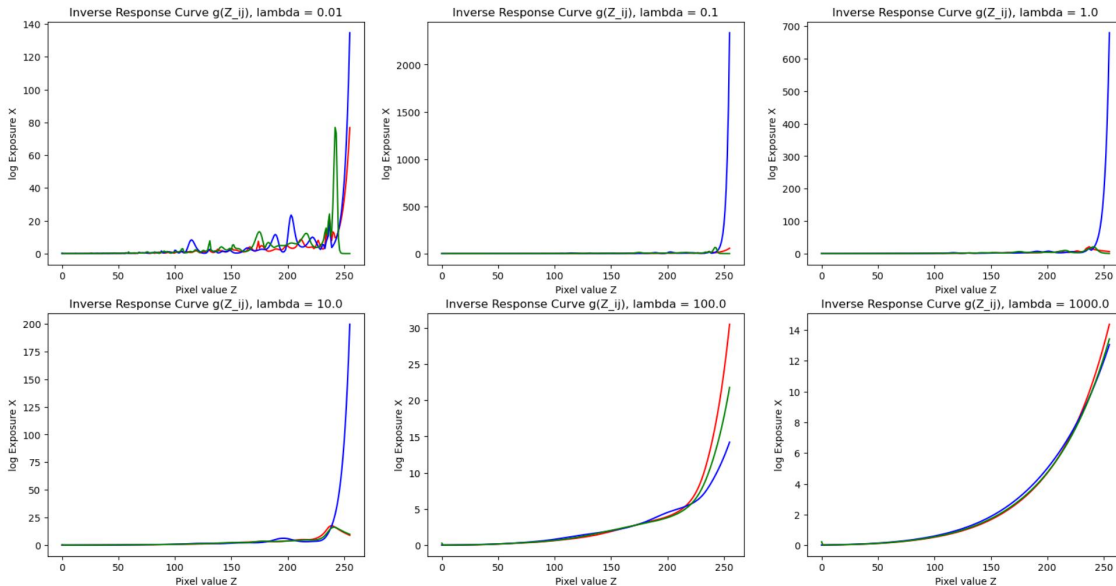 Inverse Response Curve g(Z_ij), lambda = 0.01
140
120
100
80
60
40
20
0
log Exposure X
0 50 100 150 200 250
Pixel value Z
Inverse Response Curve g(Z_ij), lambda = 0.1
2000
1500
1000
500
0
log Exposure X
0 50 100 150 200 250
Pixel value Z
Inverse Response Curve g(Z_ij), lambda = 1.0
700
600
500
400
300
200
100
0
log Exposure X
0 50 100 150 200 250
Pixel value Z
Inverse Response Curve g(Z_ij), lambda = 10.0
200
175
150
125
100
75
50
25
0
log Exposure X
0 50 100 150 200 250
Pixel value Z
Inverse Response Curve g(Z_ij), lambda = 100.0
30
25
20
15
10
5
0
log Exposure X
0 50 100 150 200 250
Pixel value Z
Inverse Response Curve g(Z_ij), lambda = 1000.0
14
12
10
8
6
4
2
0
log Exposure X
0 50 100 150 200 250
Pixel value Z